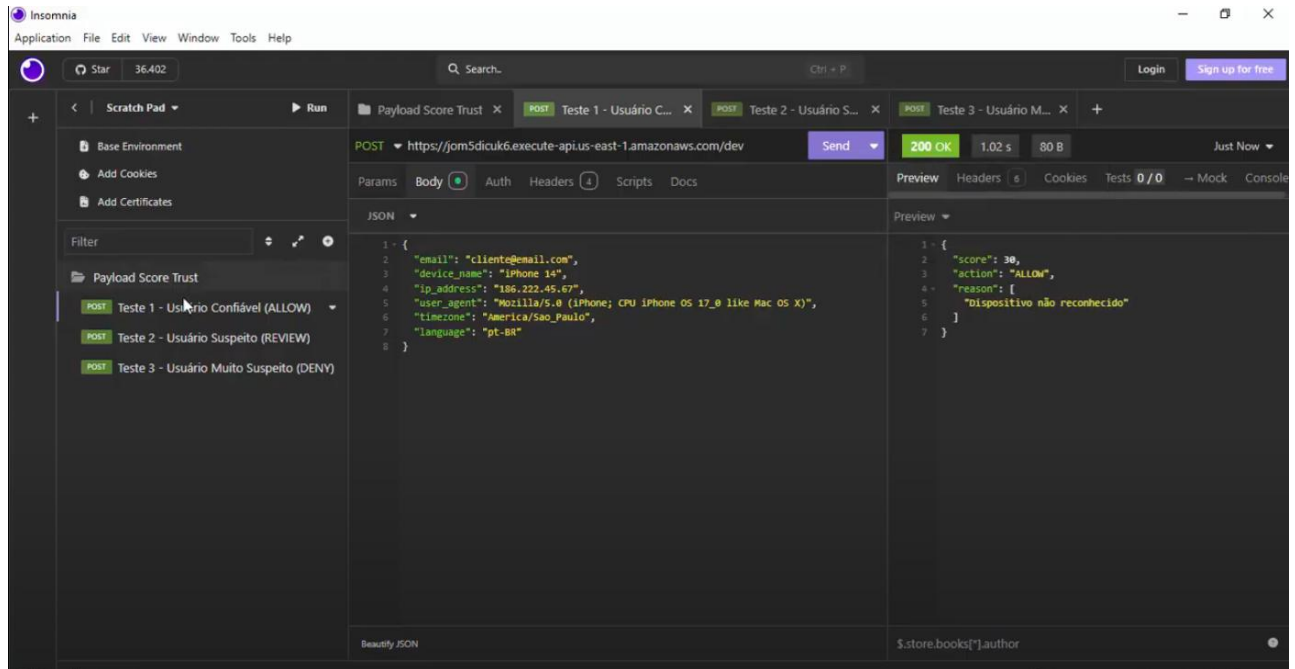 Insomnia
Application File Edit View Window Tools Help
Star 36.402 Search.. Ctrl + P Login Sign up for free
Scratch Pad Run
Payload Score Trust POST Teste 1 - Usuário C... POST Teste 2 - Usuário S... POST Teste 3 - Usuário M...
Base Environment
Add Cookies
Add Certificates
Filter
Payload Score Trust
POST Teste 1 - Usuário Confiável (ALLOW)
POST Teste 2 - Usuário Suspeito (REVIEW)
POST Teste 3 - Usuário Muito Suspeito (DENY)
POST https://jom5dicuk6.execute-api.us-east-1.amazonaws.com/dev Send
Params Body Auth Headers 4 Scripts Docs
JSON
1 {
2 "email": "cliente@email.com",
3 "device_name": "iPhone 14",
4 "ip_address": "186.222.45.67",
5 "user_agent": "Mozilla/5.0 (iPhone; CPU iPhone OS 17_0 like Mac OS X)",
6 "timezone": "America/Sao_Paulo",
7 "language": "pt-BR"
8 }
Beautify JSON
200 OK 1.02 s 80 B Just Now
Preview Headers 6 Cookies Tests 0 / 0 → Mock Console
Preview
1 {
2 "score": 30,
3 "action": "ALLOW",
4 "reason": [
5 "Dispositivo não reconhecido"
6 ]
7 }
$.store.books[*].author